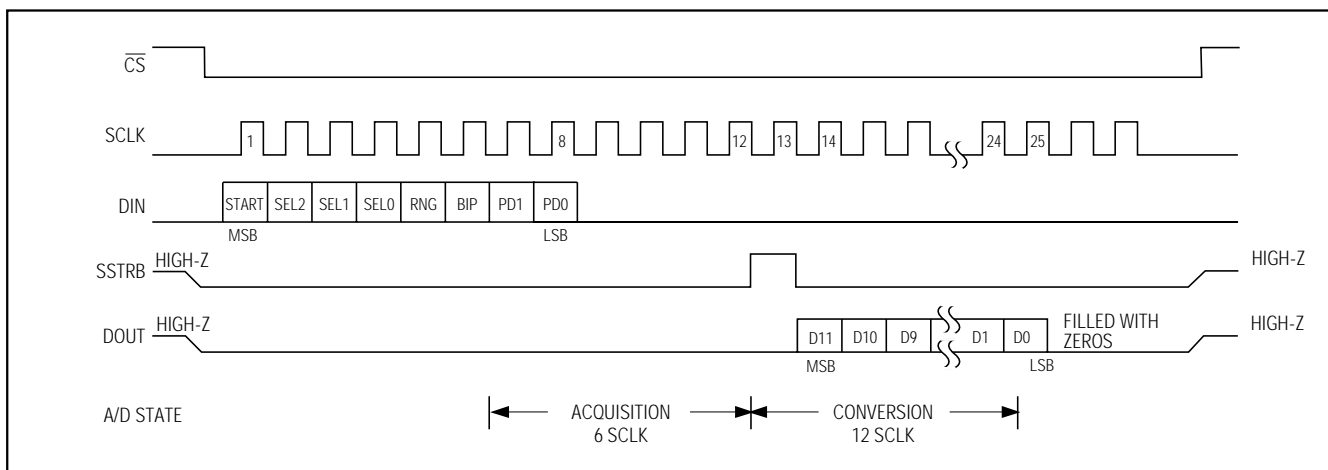 CS
SCLK 1 8 12 13 14 24 25
DIN START SEL2 SEL1 SEL0 RNG BIP PD1 PD0
MSB LSB
SSTRB HIGH-Z HIGH-Z
DOUT HIGH-Z D11 D10 D9 D1 D0 FILLED WITH ZEROS HIGH-Z
MSB LSB
A/D STATE ACQUISITION CONVERSION
6 SCLK 12 SCLK